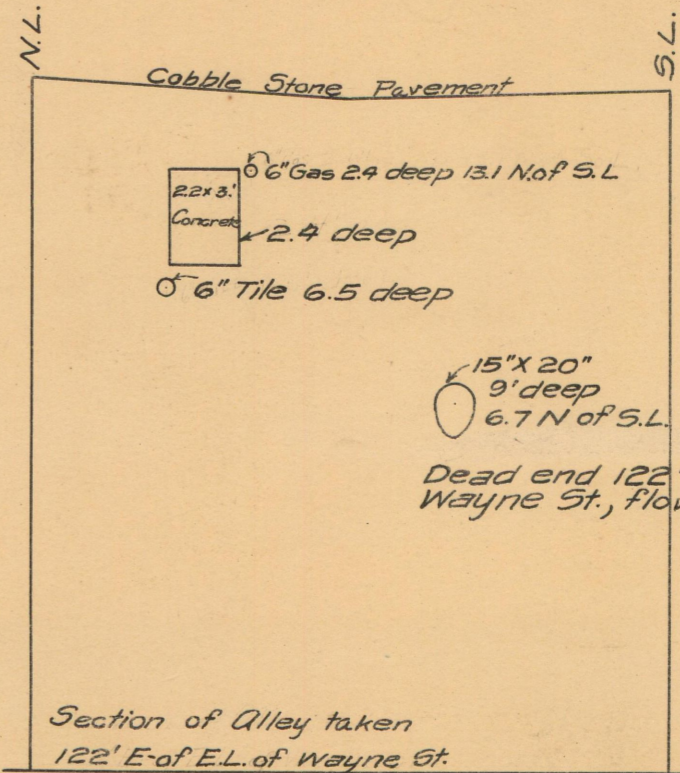 N.L.
S.L.
Cobble Stone Pavement
6" Gas 2.4 deep 13.1 N. of S.L
2.2 x 3.'
Concrete
2.4 deep
6" Tile 6.5 deep
15" X 20"
9' deep
6.7 N of S.L.
Dead end 122
Wayne St.,
Section of Alley taken
122' E-of E.L. of Wayne St.